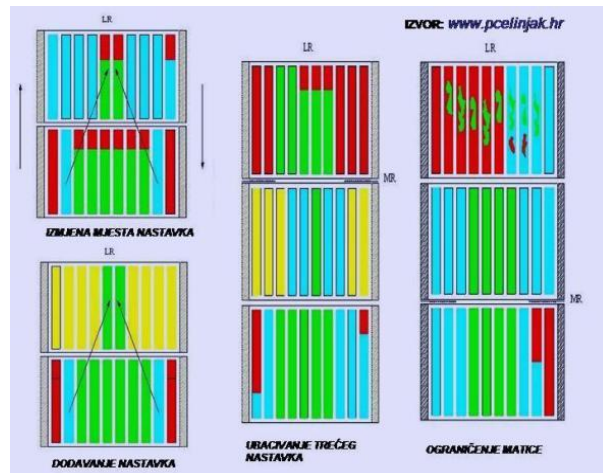 LR
IZVOR: www.pcelinjak.hr
LR
LR
MR
IZMJENA MJESTA NASTAVKA
LR
MR
DODAVANJE NASTAVKA
UBACIVANJE TREĆEG
NASTAVKA
OGRANIČENJE MATICE